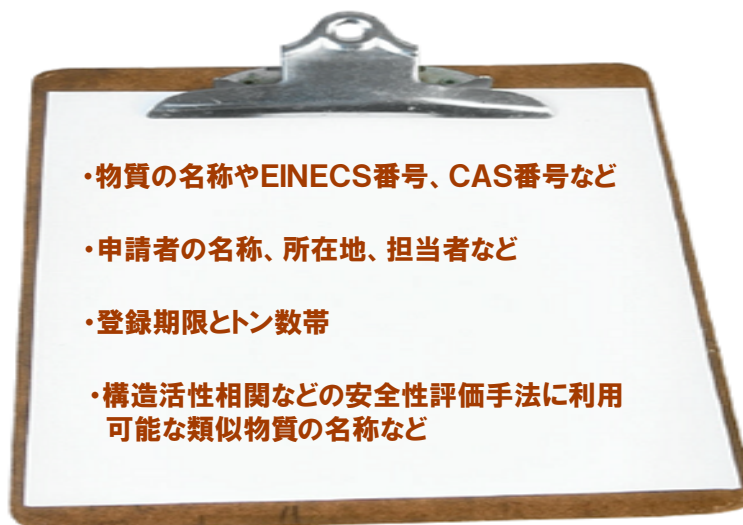 ・物質の名称やEINECS番号、CAS番号など
・申請者の名称、所在地、担当者など
・登録期限とトン数帯
・構造活性相関などの安全性評価手法に利用
可能な類似物質の名称など